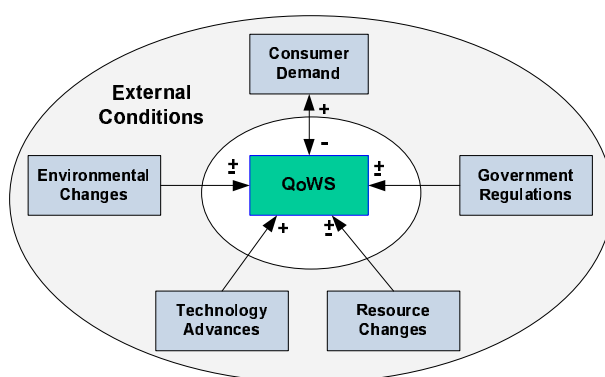 Consumer
Demand
External
Conditions
+
-
Environmental
Changes
±
QoWS
±
Government
Regulations
+
±
Technology
Advances
Resource
Changes